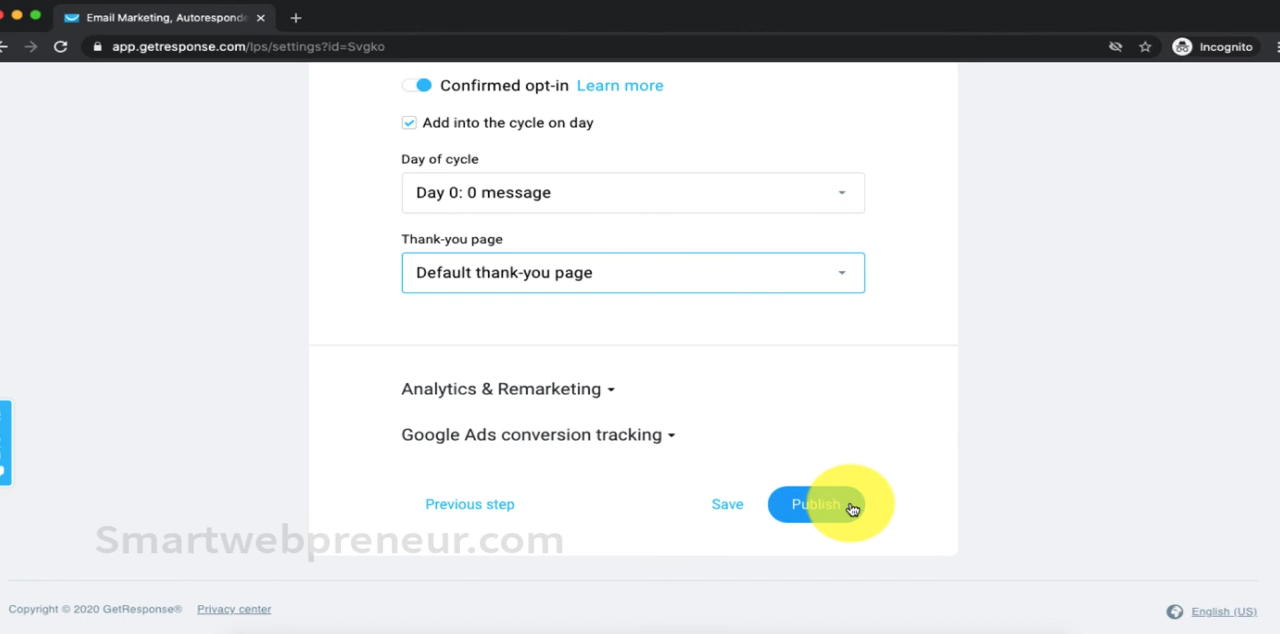 Email Marketing, Autoresponde
app.getresponse.com/lps/settings?id=Svgko
Incognito
Confirmed opt-in Learn more
Add into the cycle on day
Day of cycle
Day 0: 0 message
Thank-you page
Default thank-you page
Analytics & Remarketing
Google Ads conversion tracking
Previous step Save Publish
Smartwebpreneur.com
Copyright © 2020 GetResponse® Privacy center English (US)